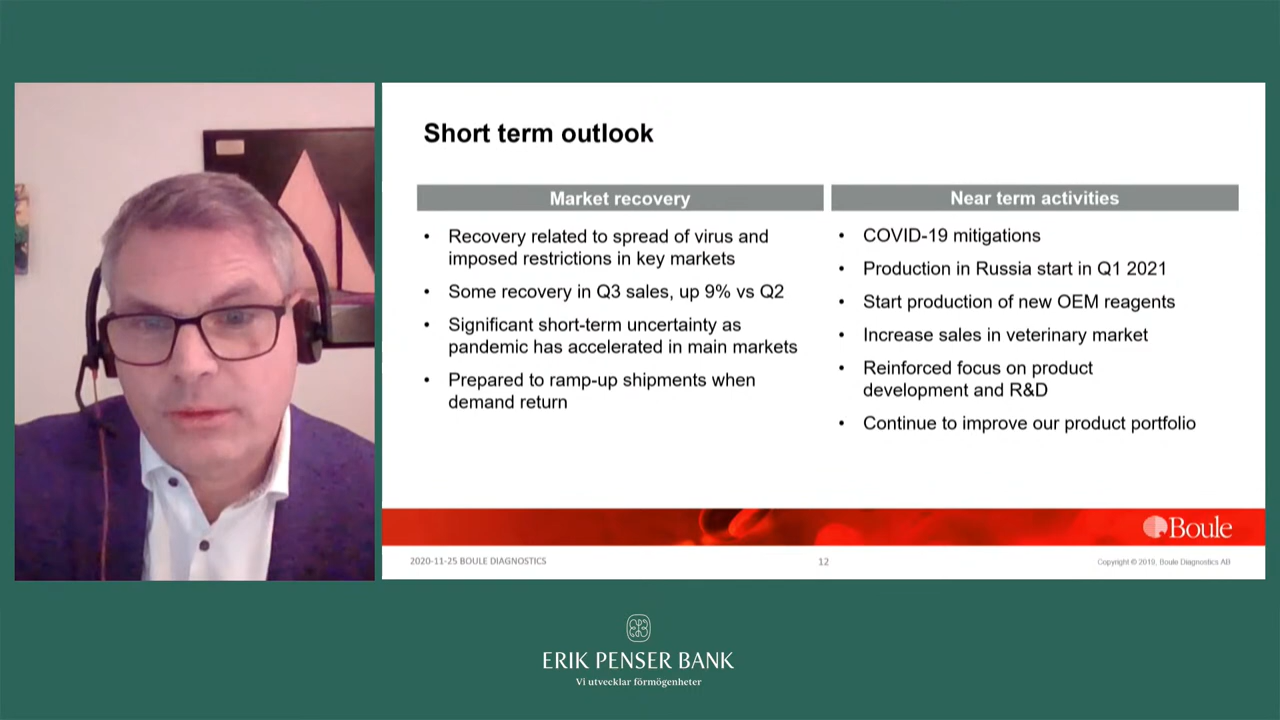 Short term outlook
Market recovery
• Recovery related to spread of virus and
imposed restrictions in key markets
• Some recovery in Q3 sales, up 9% vs Q2
• Significant short-term uncertainty as
pandemic has accelerated in main markets
• Prepared to ramp-up shipments when
demand return
Near term activities
• COVID-19 mitigations
• Production in Russia start in Q1 2021
• Start production of new OEM reagents
• Increase sales in veterinary market
• Reinforced focus on product
development and R&D
• Continue to improve our product portfolio
Boule
2020-11-25 BOULE DIAGNOSTICS
12
Copyright © 2019, Boule Diagnostics AB
ERIK PENSER BANK
Vi utvecklar förmögenheter